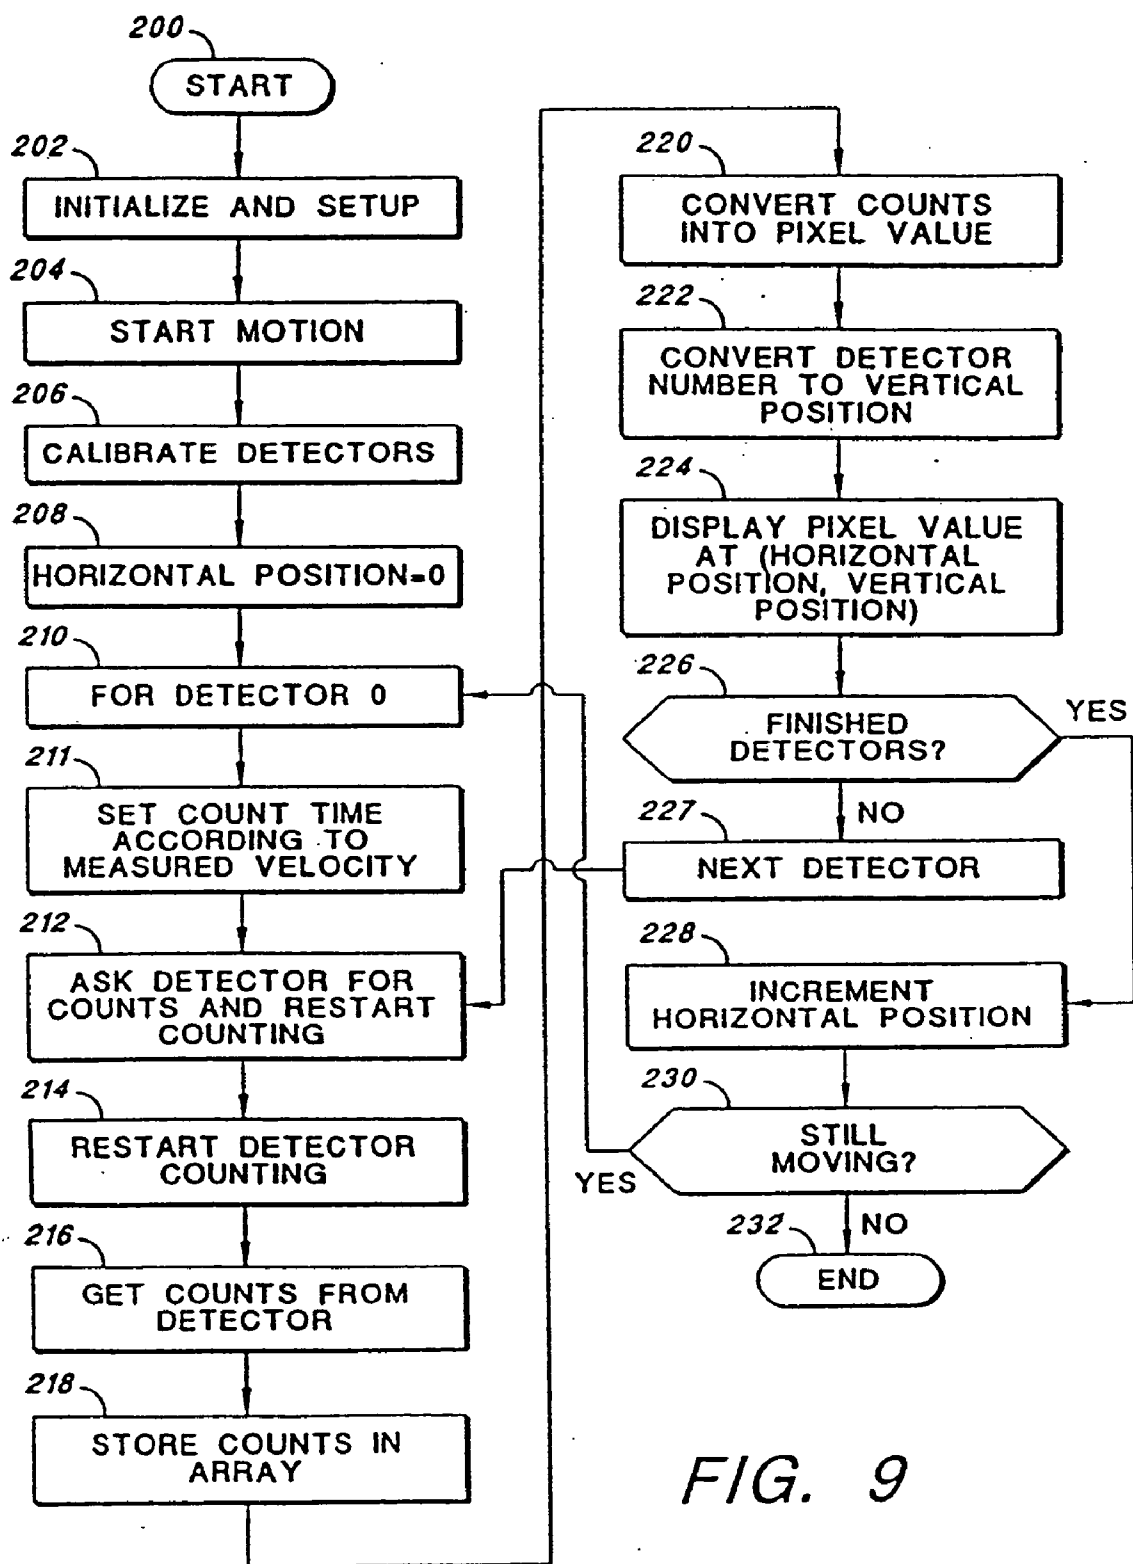 200
START
202
INITIALIZE AND SETUP
204
START MOTION
206
CALIBRATE DETECTORS
208
HORIZONTAL POSITION=0
210
FOR DETECTOR 0
211
SET COUNT TIME
ACCORDING TO
MEASURED VELOCITY
212
ASK DETECTOR FOR
COUNTS AND RESTART
COUNTING
214
RESTART DETECTOR
COUNTING
216
GET COUNTS FROM
DETECTOR
218
STORE COUNTS IN
ARRAY
220
CONVERT COUNTS
INTO PIXEL VALUE
222
CONVERT DETECTOR
NUMBER TO VERTICAL
POSITION
224
DISPLAY PIXEL VALUE
AT (HORIZONTAL
POSITION, VERTICAL
POSITION)
226
FINISHED
DETECTORS?
YES
NO
227
NEXT DETECTOR
228
INCREMENT
HORIZONTAL POSITION
230
STILL
MOVING?
YES
NO
232
END
FIG. 9